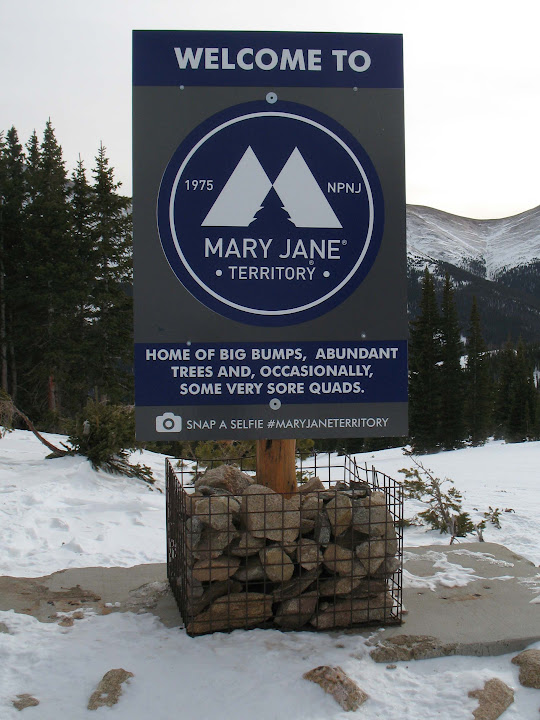 WELCOME TO
1975 NPNJ
MARY JANE®
• TERRITORY® •
HOME OF BIG BUMPS, ABUNDANT
TREES AND, OCCASIONALLY,
SOME VERY SORE QUADS.
SNAP A SELFIE #MARYJANETERRITORY